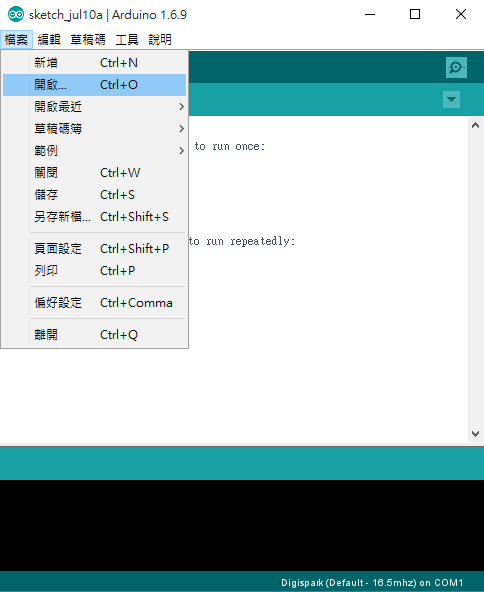 sketch_jul10a | Arduino 1.6.9
檔案 編輯 草稿碼 工具 說明
新增 Ctrl+N
開啟... Ctrl+O
開啟最近
草稿碼簿
範例
to run once:
關閉 Ctrl+W
儲存 Ctrl+S
另存新檔... Ctrl+Shift+S
to run repeatedly:
頁面設定 Ctrl+Shift+P
列印 Ctrl+P
偏好設定 Ctrl+Comma
離開 Ctrl+Q
Digispark (Default - 16.5mhz) on COM1